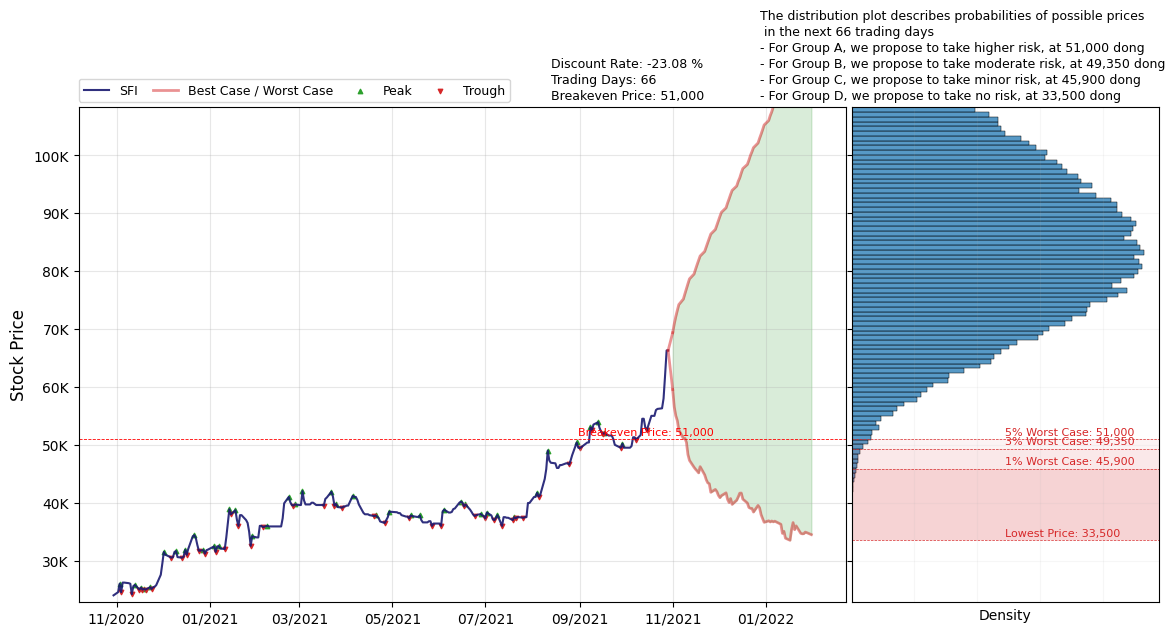 The distribution plot describes probabilities of possible prices
in the next 66 trading days
- For Group A, we propose to take higher risk, at 51,000 dong
- For Group B, we propose to take moderate risk, at 49,350 dong
- For Group C, we propose to take minor risk, at 45,900 dong
- For Group D, we propose to take no risk, at 33,500 dong
Discount Rate: -23.08 %
Trading Days: 66
Breakeven Price: 51,000
SFI
Best Case / Worst Case
Peak
Trough
Stock Price
100K
90K
80K
70K
60K
50K
40K
30K
Breakeven Price: 51,000
5% Worst Case: 51,000
3% Worst Case: 49,350
1% Worst Case: 45,900
Lowest Price: 33,500
11/2020
01/2021
03/2021
05/2021
07/2021
09/2021
11/2021
01/2022
Density